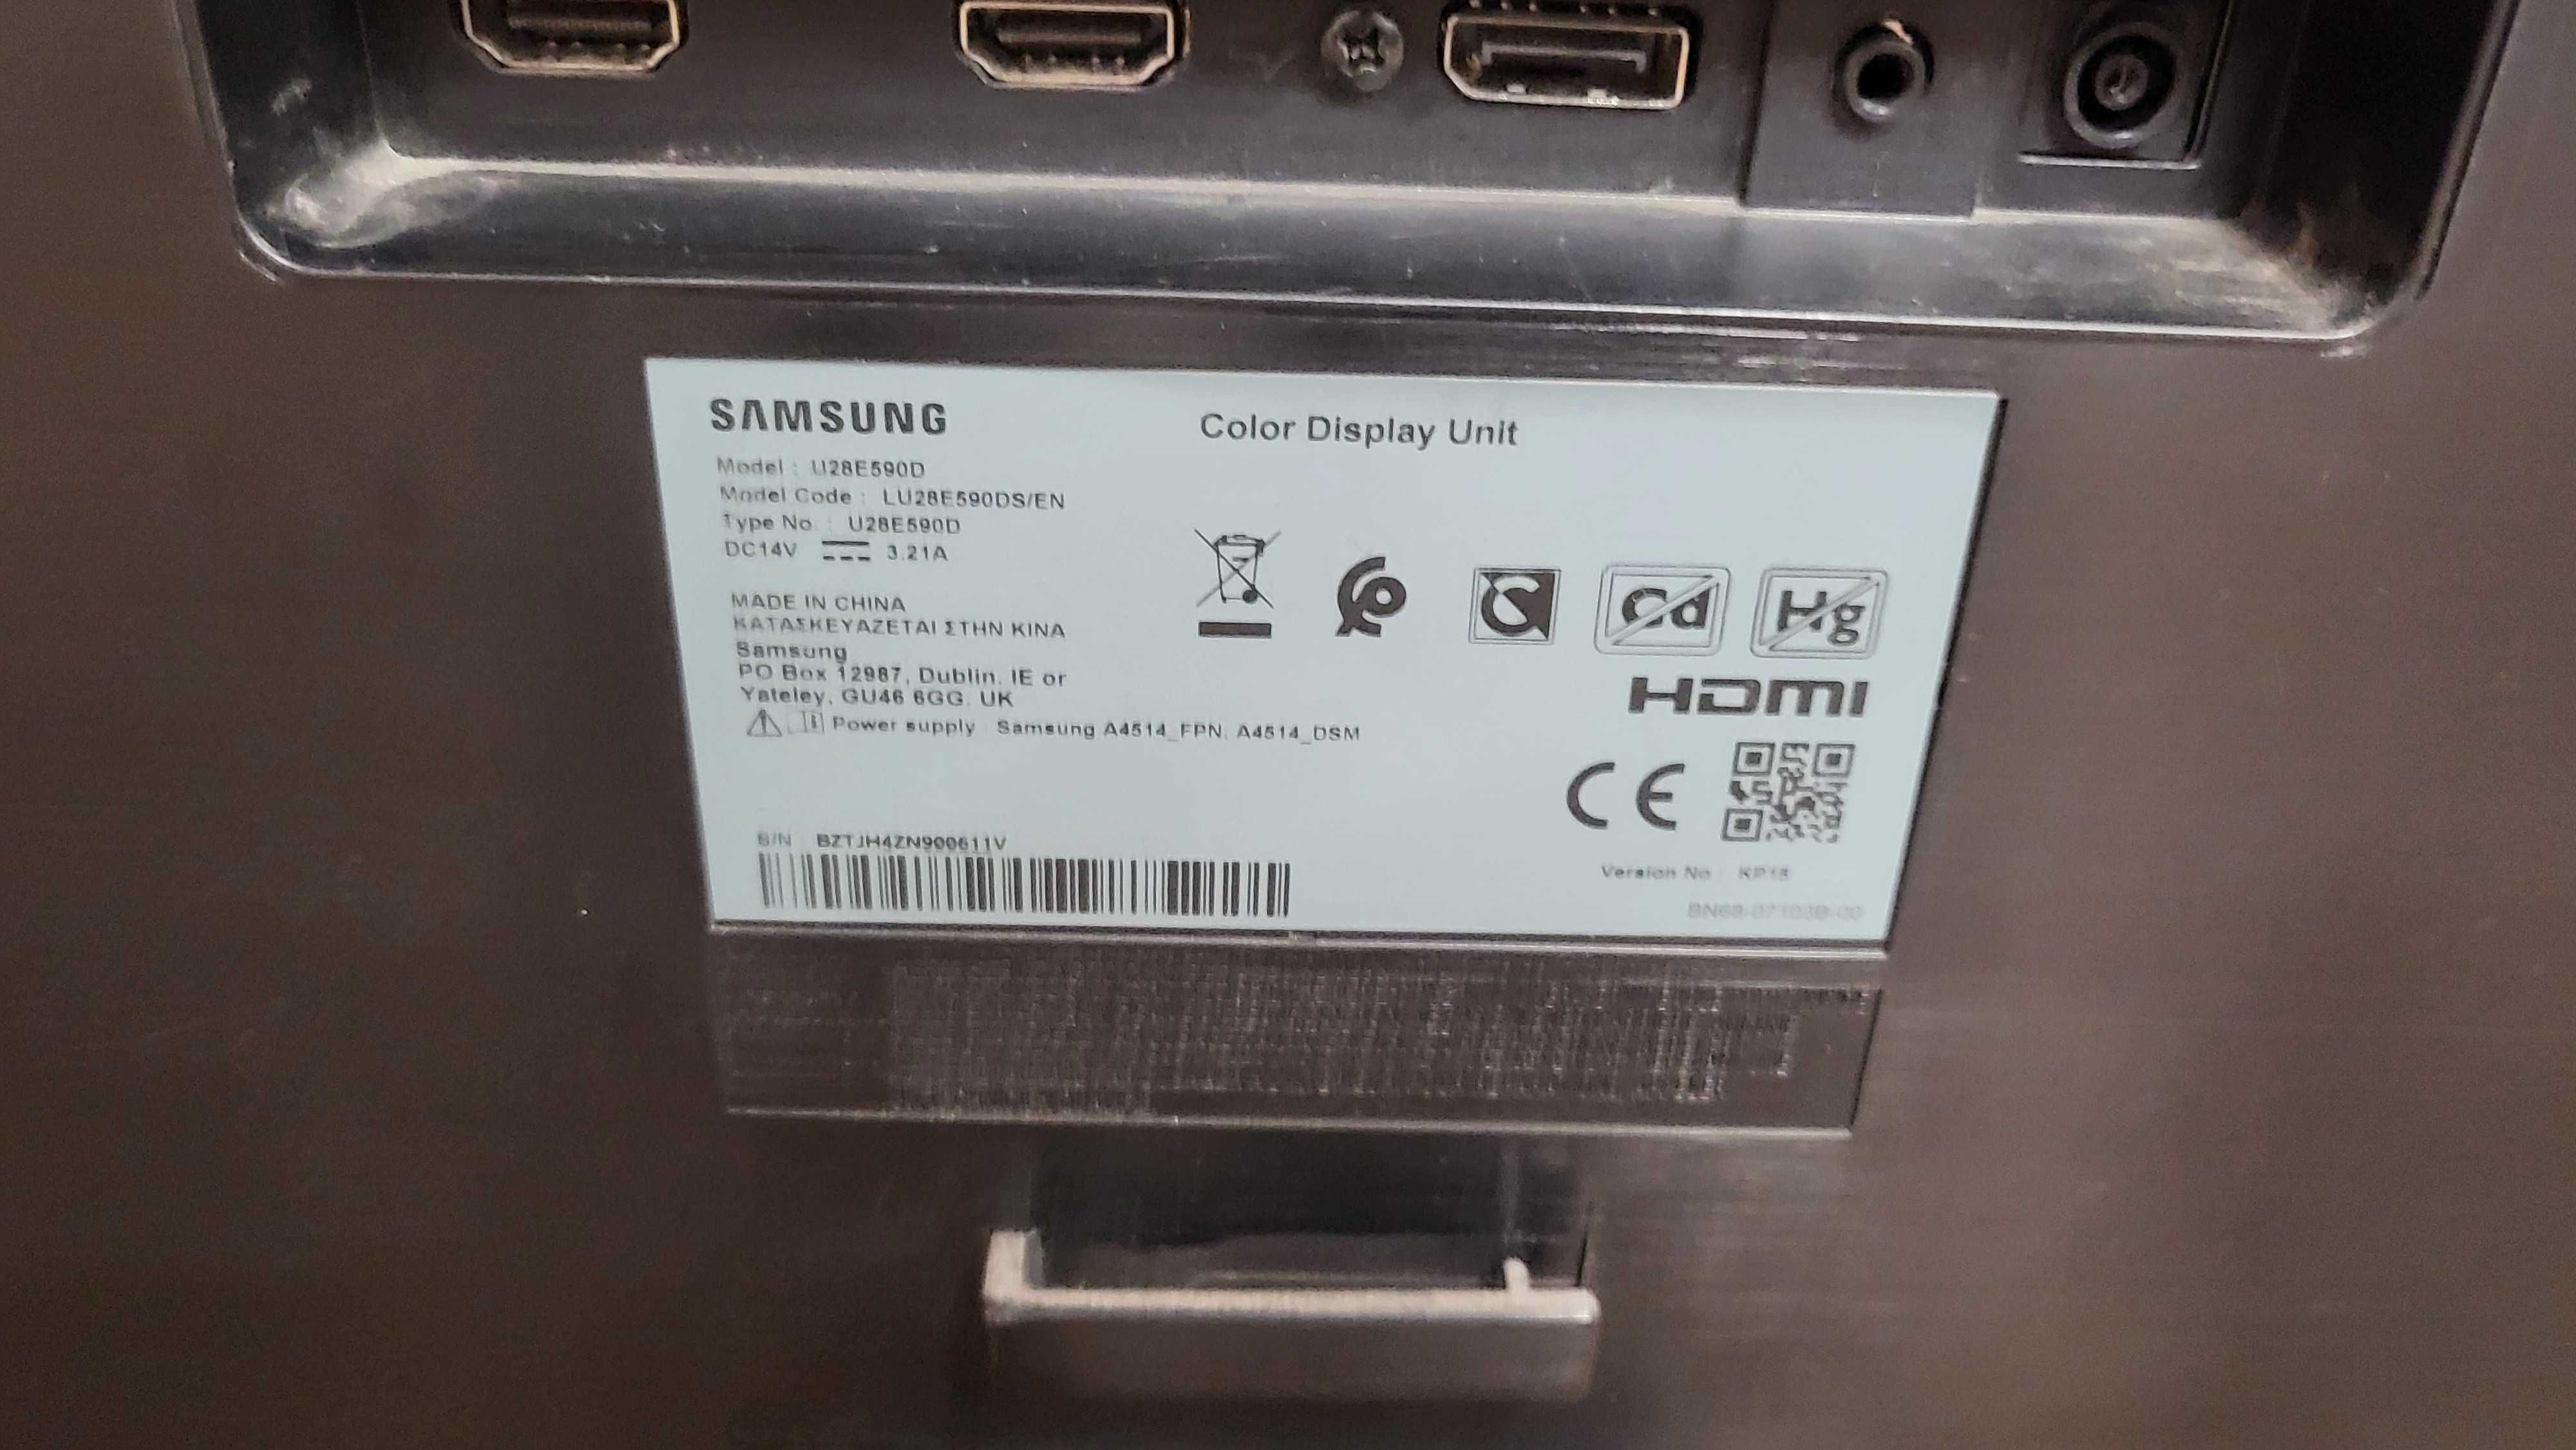 SAMSUNG
Color Display Unit
Model : U28E590D
Model Code : LU28E590DS/EN
Type No : U28E590D
DC14V 3.21A
MADE IN CHINA
ΚΑΤΑΣΚΕΥΑΖΕΤΑΙ ΣΤΗΝ ΚΙΝΑ
Samsung
PO Box 12987, Dublin. IE or
Yateley, GU46 6GG. UK
Power supply Samsung A4514_FPN, A4514_DSM
Cd
Hg
HDMI
CE
S/N BZTJH4ZN900611V
Version No KP15